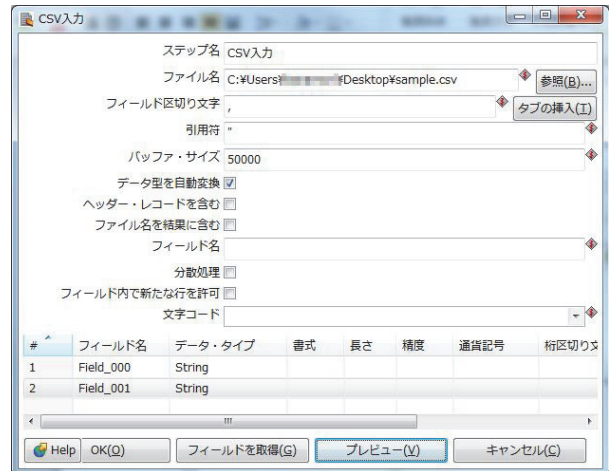 CSV入力
ステップ名 CSV入力
ファイル名 C:¥Users¥ ¥Desktop¥sample.csv 参照(B)...
フィールド区切り文字 , タブの挿入(T)
引用符 "
バッファ・サイズ 50000
データ型を自動変換
ヘッダー・レコードを含む
ファイル名を結果に含む
フィールド名
分散処理
フィールド内で新たな行を許可
文字コード
# フィールド名 データ・タイプ 書式 長さ 精度 通貨記号 桁区切り文
1 Field_000 String
2 Field_001 String
Help OK(O) フィールドを取得(G) プレビュー(V) キャンセル(C)